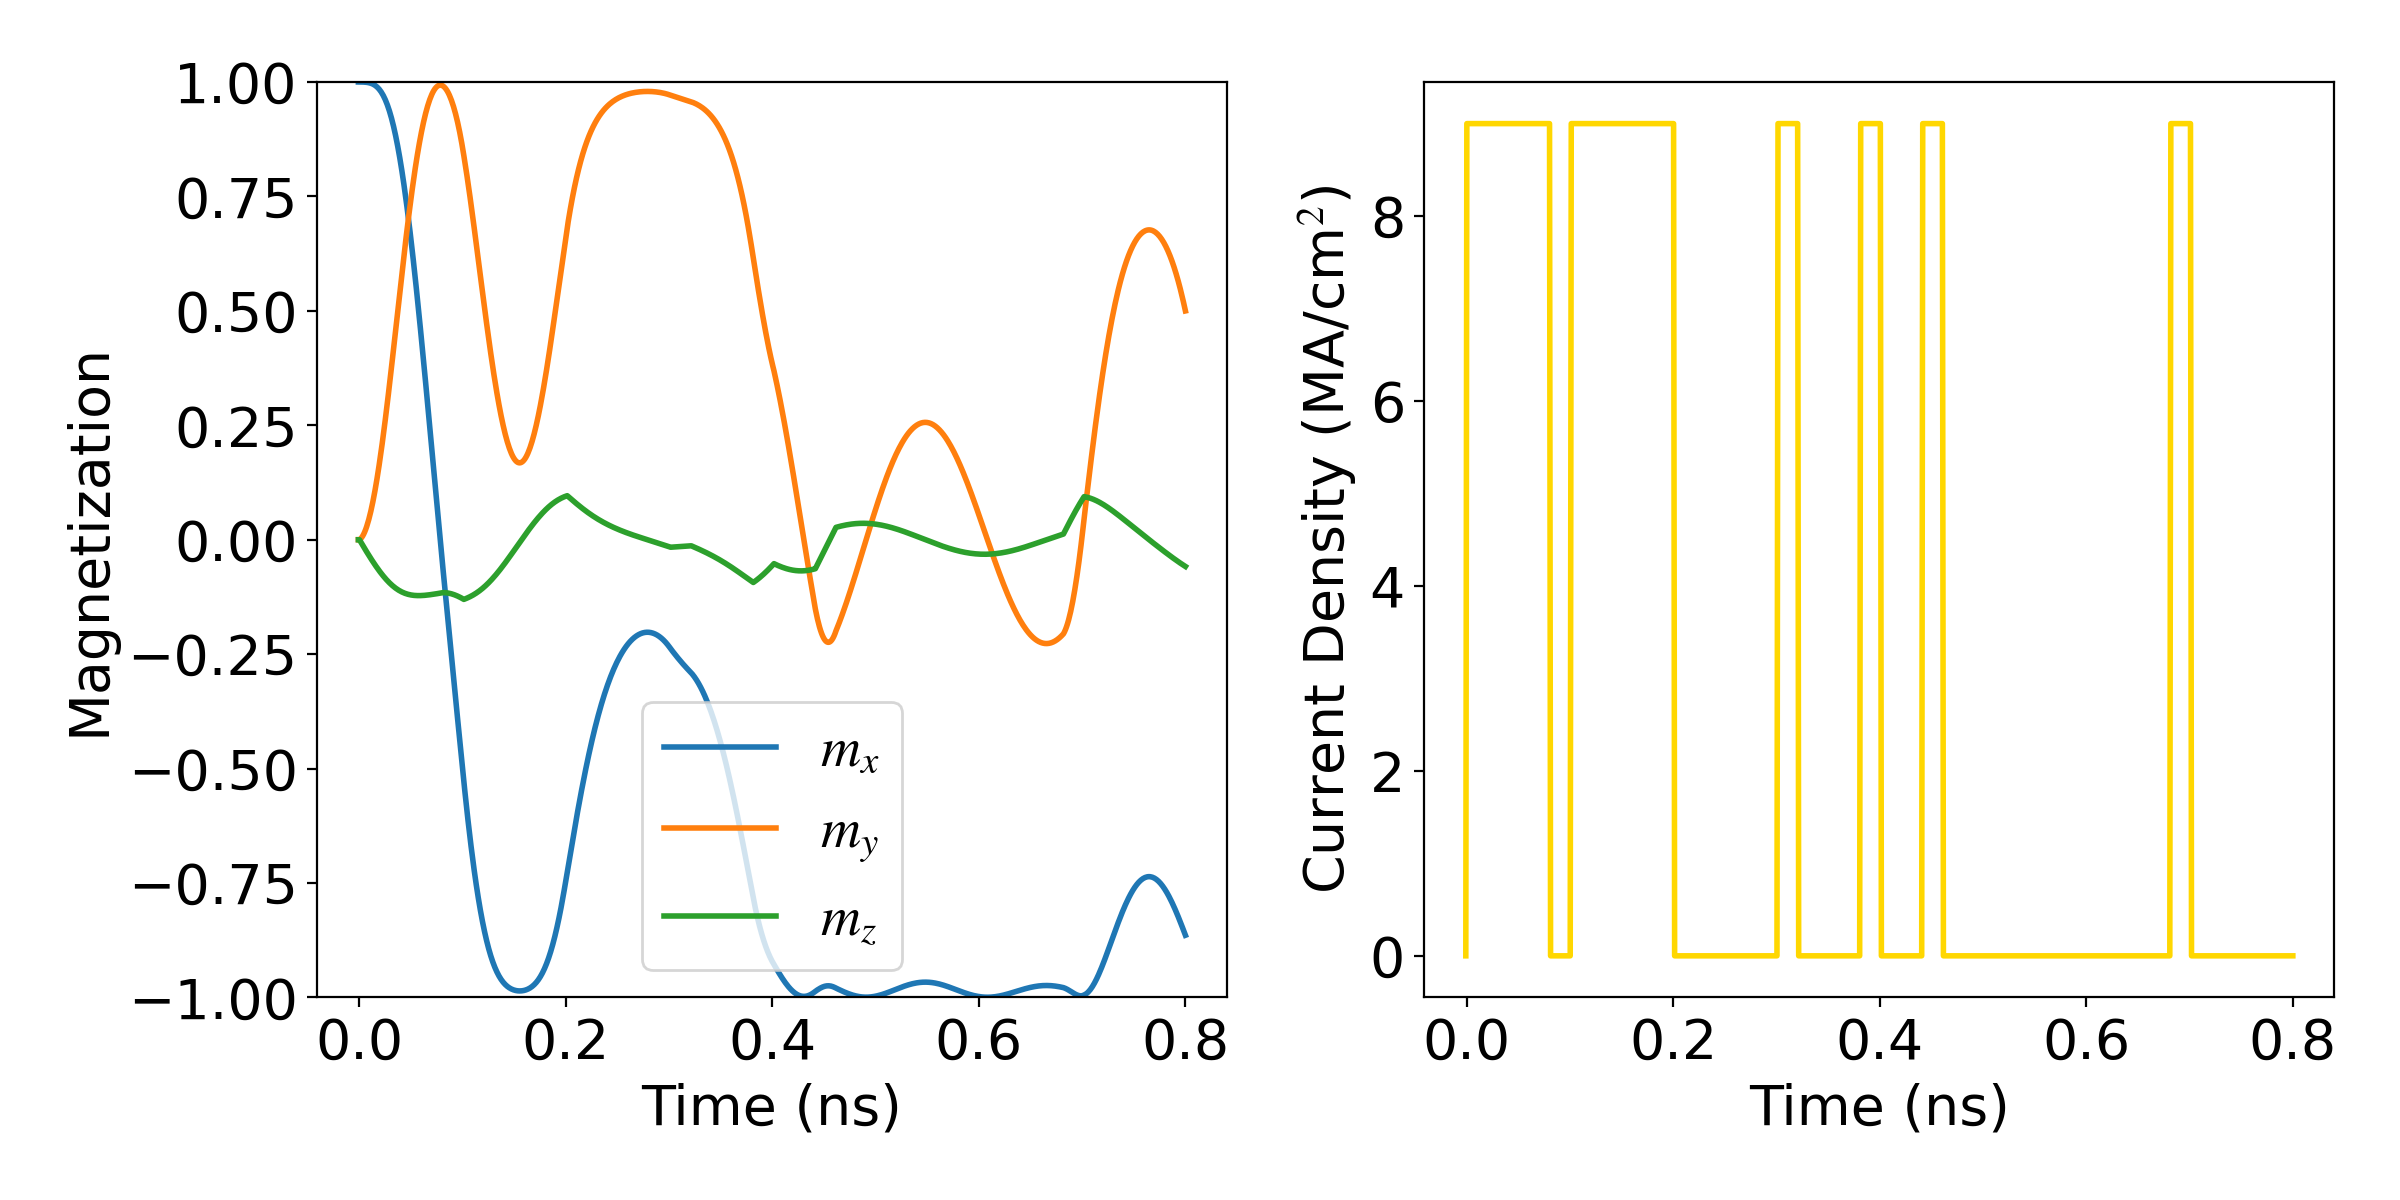 1.00
0.75
0.50
0.25
0.00
−0.25
−0.50
−0.75
−1.00
Magnetization
0.0 0.2 0.4 0.6 0.8
Time (ns)
m_x
m_y
m_z
8
6
4
2
0
Current Density (MA/cm²)
0.0 0.2 0.4 0.6 0.8
Time (ns)